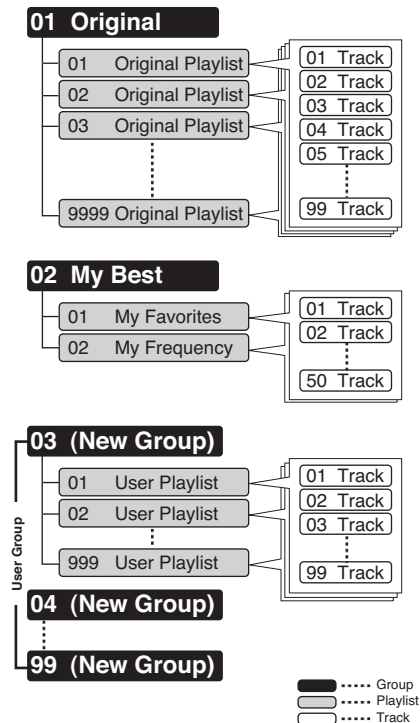 01 Original
01 Original Playlist
02 Original Playlist
03 Original Playlist
9999 Original Playlist
01 Track
02 Track
03 Track
04 Track
05 Track
99 Track
02 My Best
01 My Favorites
02 My Frequency
01 Track
02 Track
50 Track
User Group
03 (New Group)
01 User Playlist
02 User Playlist
999 User Playlist
01 Track
02 Track
03 Track
99 Track
04 (New Group)
99 (New Group)
Group
Playlist
Track